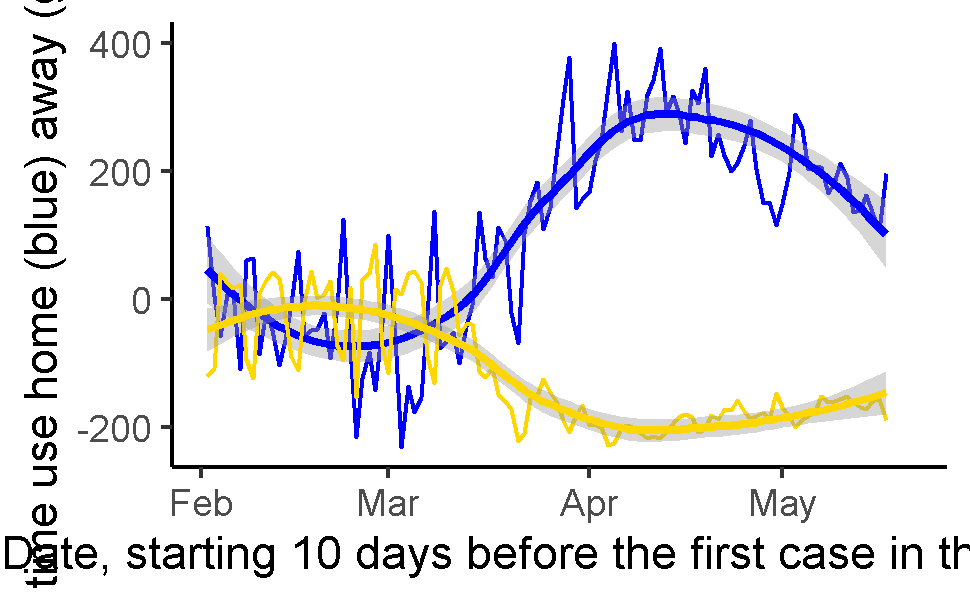 time use home (blue) away (
400
200
0
-200
Feb Mar Apr May
Date, starting 10 days before the first case in th